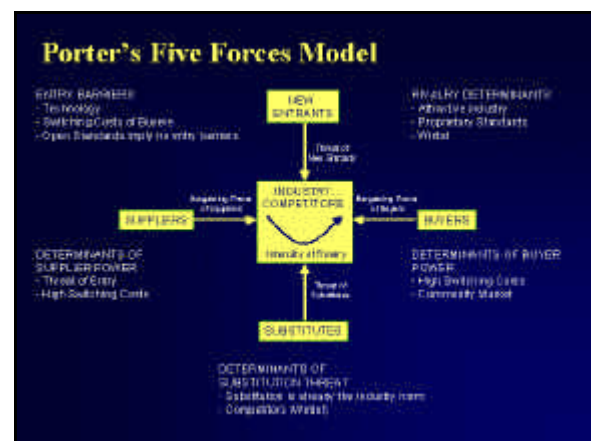 Porter's Five Forces Model
ENTRY BARRIERS
- Technology
- Switching Costs of Buyers
- Open Standards imply no entry barriers
NEW
ENTRANTS
RIVALRY DETERMINANTS
- Attractive Industry
- Proprietary Standards
- Wintel
Threat of
New Entrants
Bargaining Power
of Suppliers
INDUSTRY
COMPETITORS
Bargaining Power
of Buyers
SUPPLIERS
BUYERS
Intensity of Rivalry
DETERMINANTS OF
SUPPLIER POWER
- Threat of Entry
- High Switching Costs
DETERMINANTS OF BUYER
POWER
- High Switching Costs
- Commodity Market
Threat of
Substitutes
SUBSTITUTES
DETERMINANTS OF
SUBSTITUTION THREAT
- Substitution is already the industry norm
- Competitors Wintel